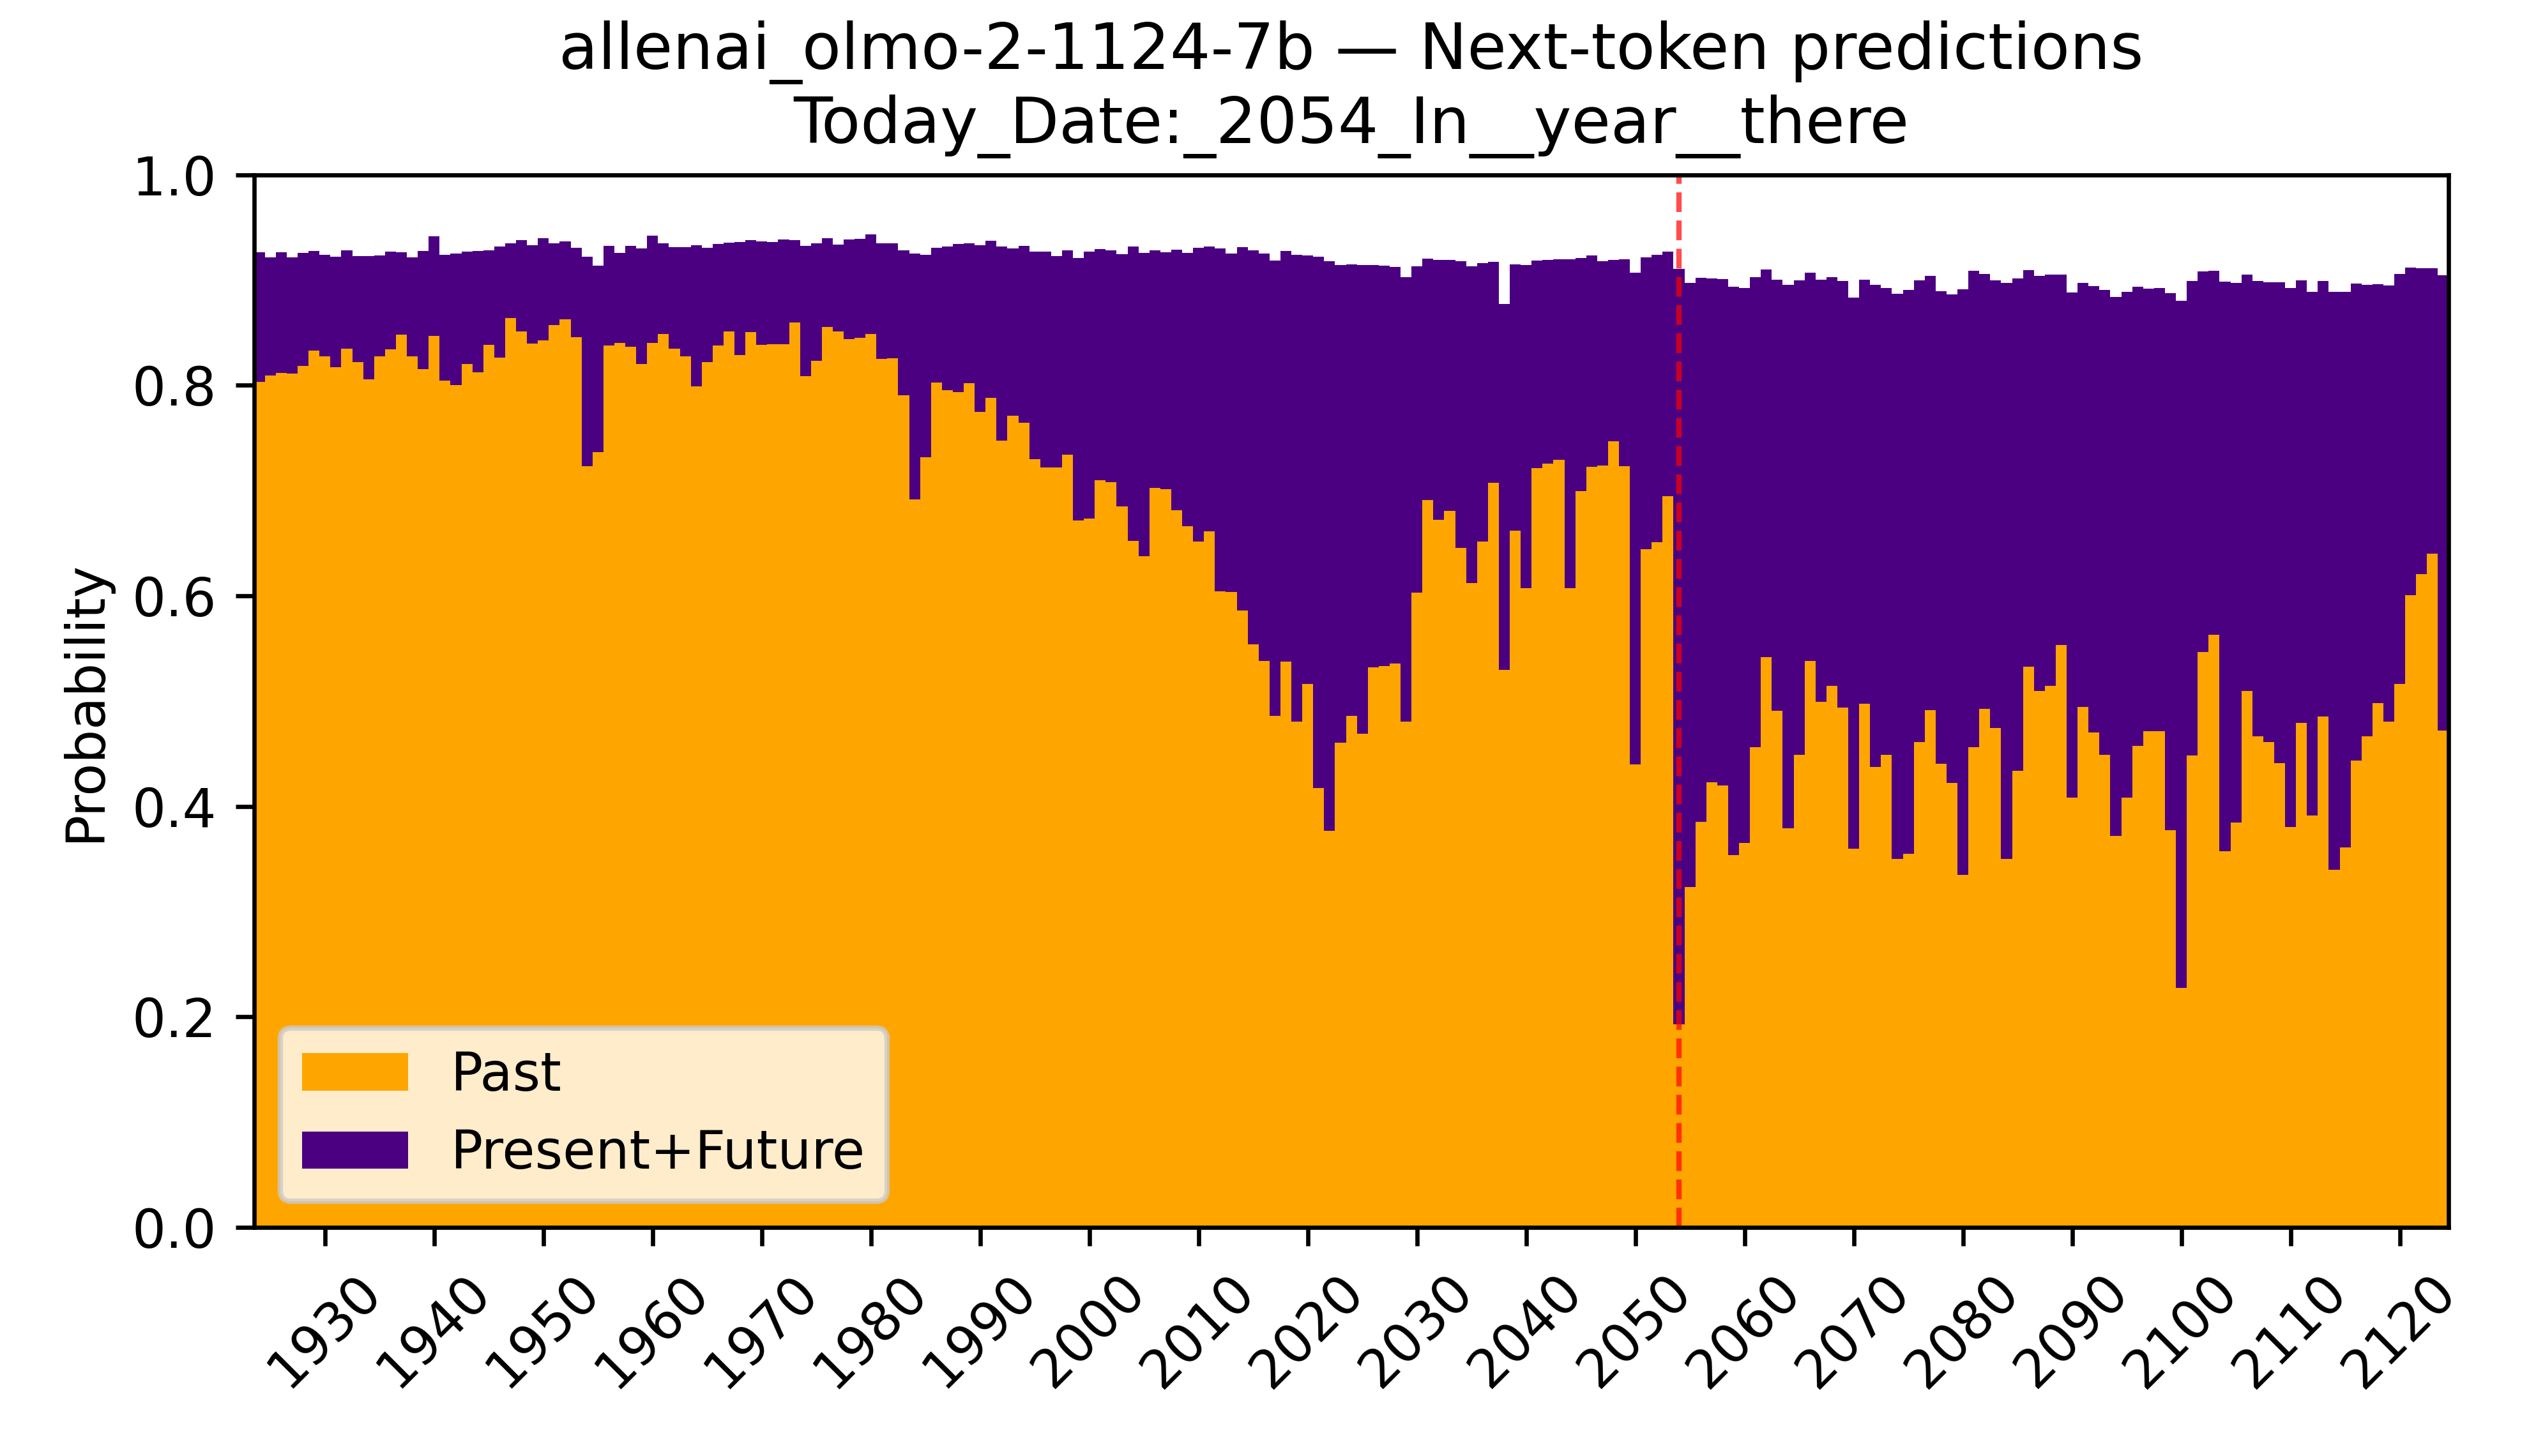 allenai_olmo-2-1124-7b — Next-token predictions
Today_Date:_2054_In__year__there
Probability
1.0
0.8
0.6
0.4
0.2
0.0
Past
Present+Future
1930 1940 1950 1960 1970 1980 1990 2000 2010 2020 2030 2040 2050 2060 2070 2080 2090 2100 2110 2120